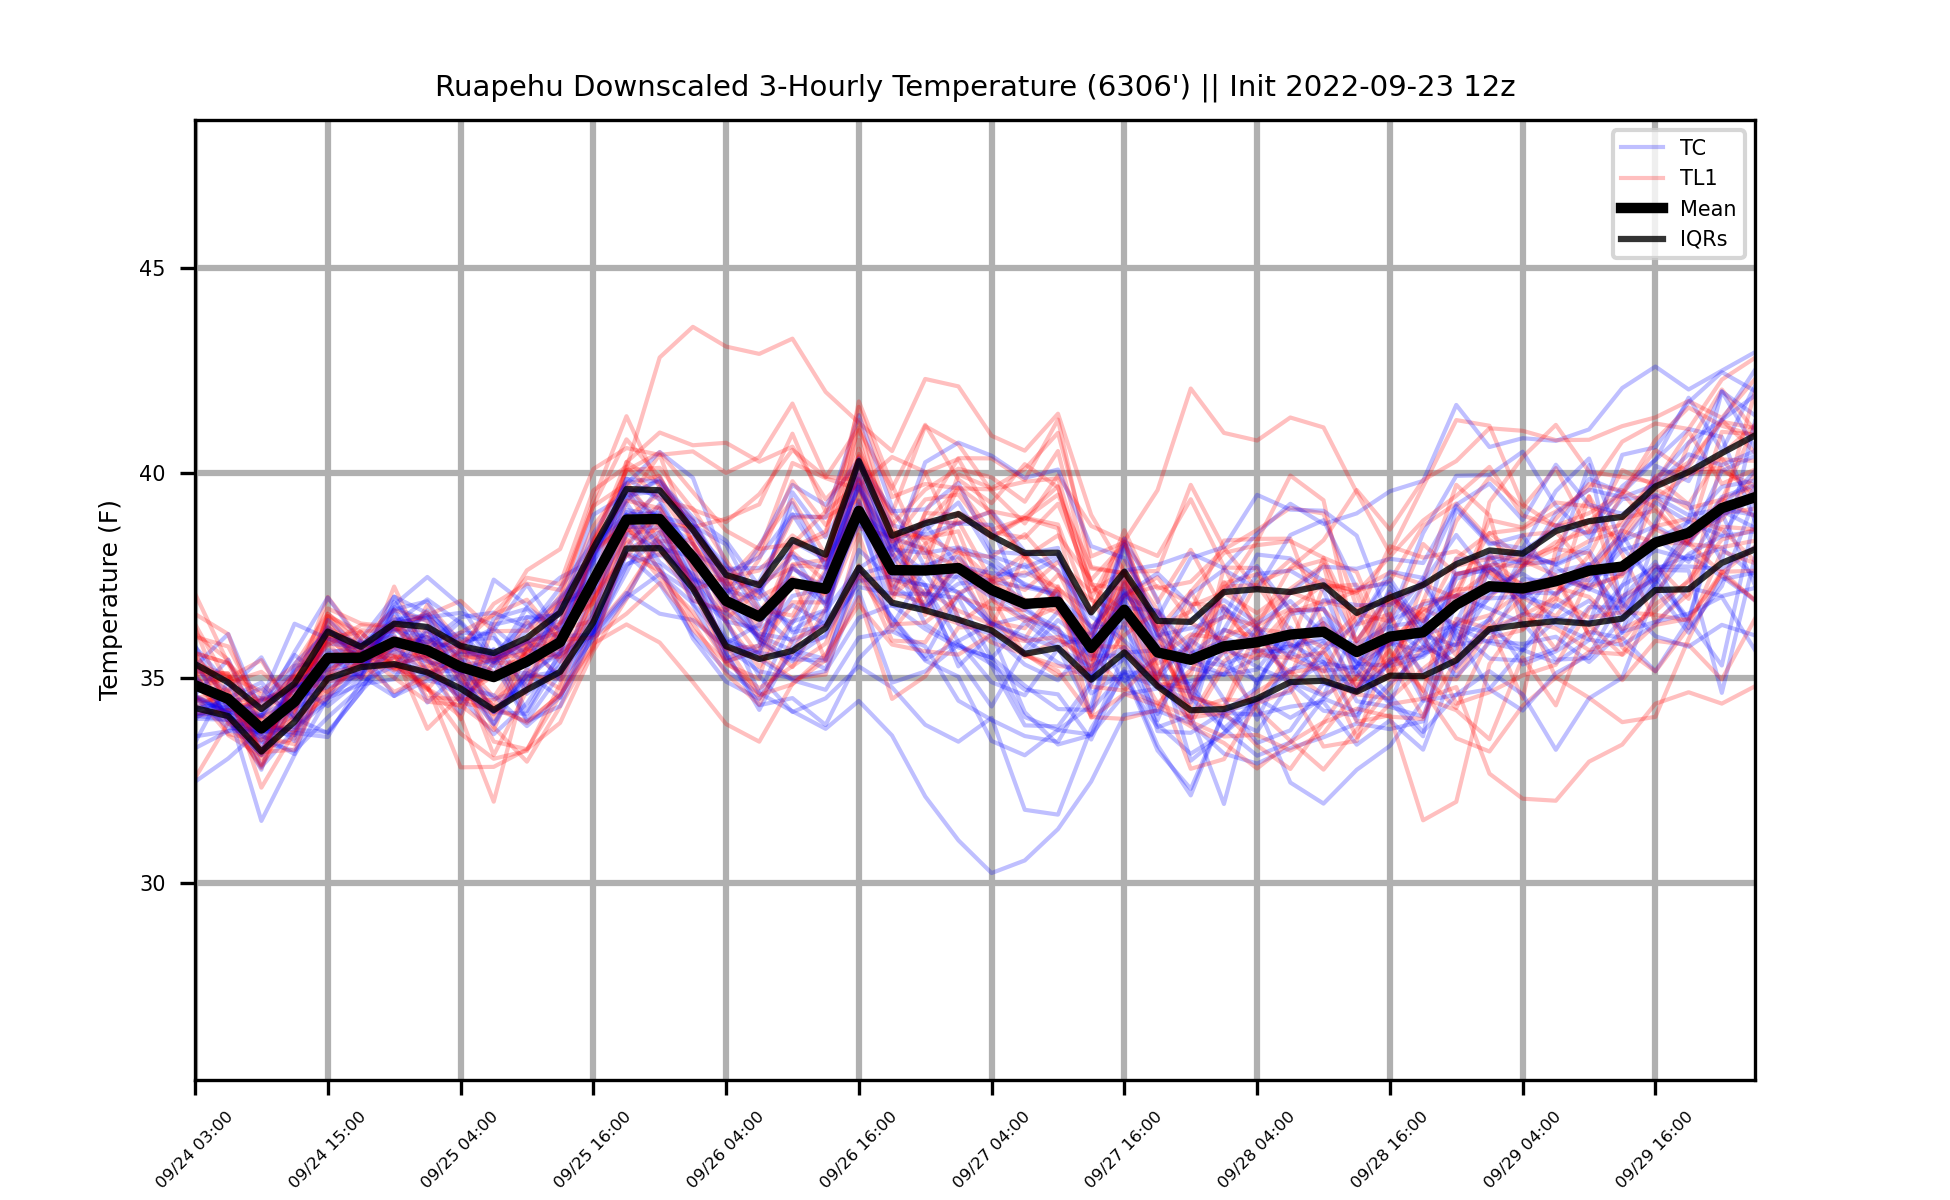 Ruapehu Downscaled 3-Hourly Temperature (6306') || Init 2022-09-23 12z
TC
TL1
Mean
IQRs
Temperature (F)
45
40
35
30
09/24 03:00
09/24 15:00
09/25 04:00
09/25 16:00
09/26 04:00
09/26 16:00
09/27 04:00
09/27 16:00
09/28 04:00
09/28 16:00
09/29 04:00
09/29 16:00